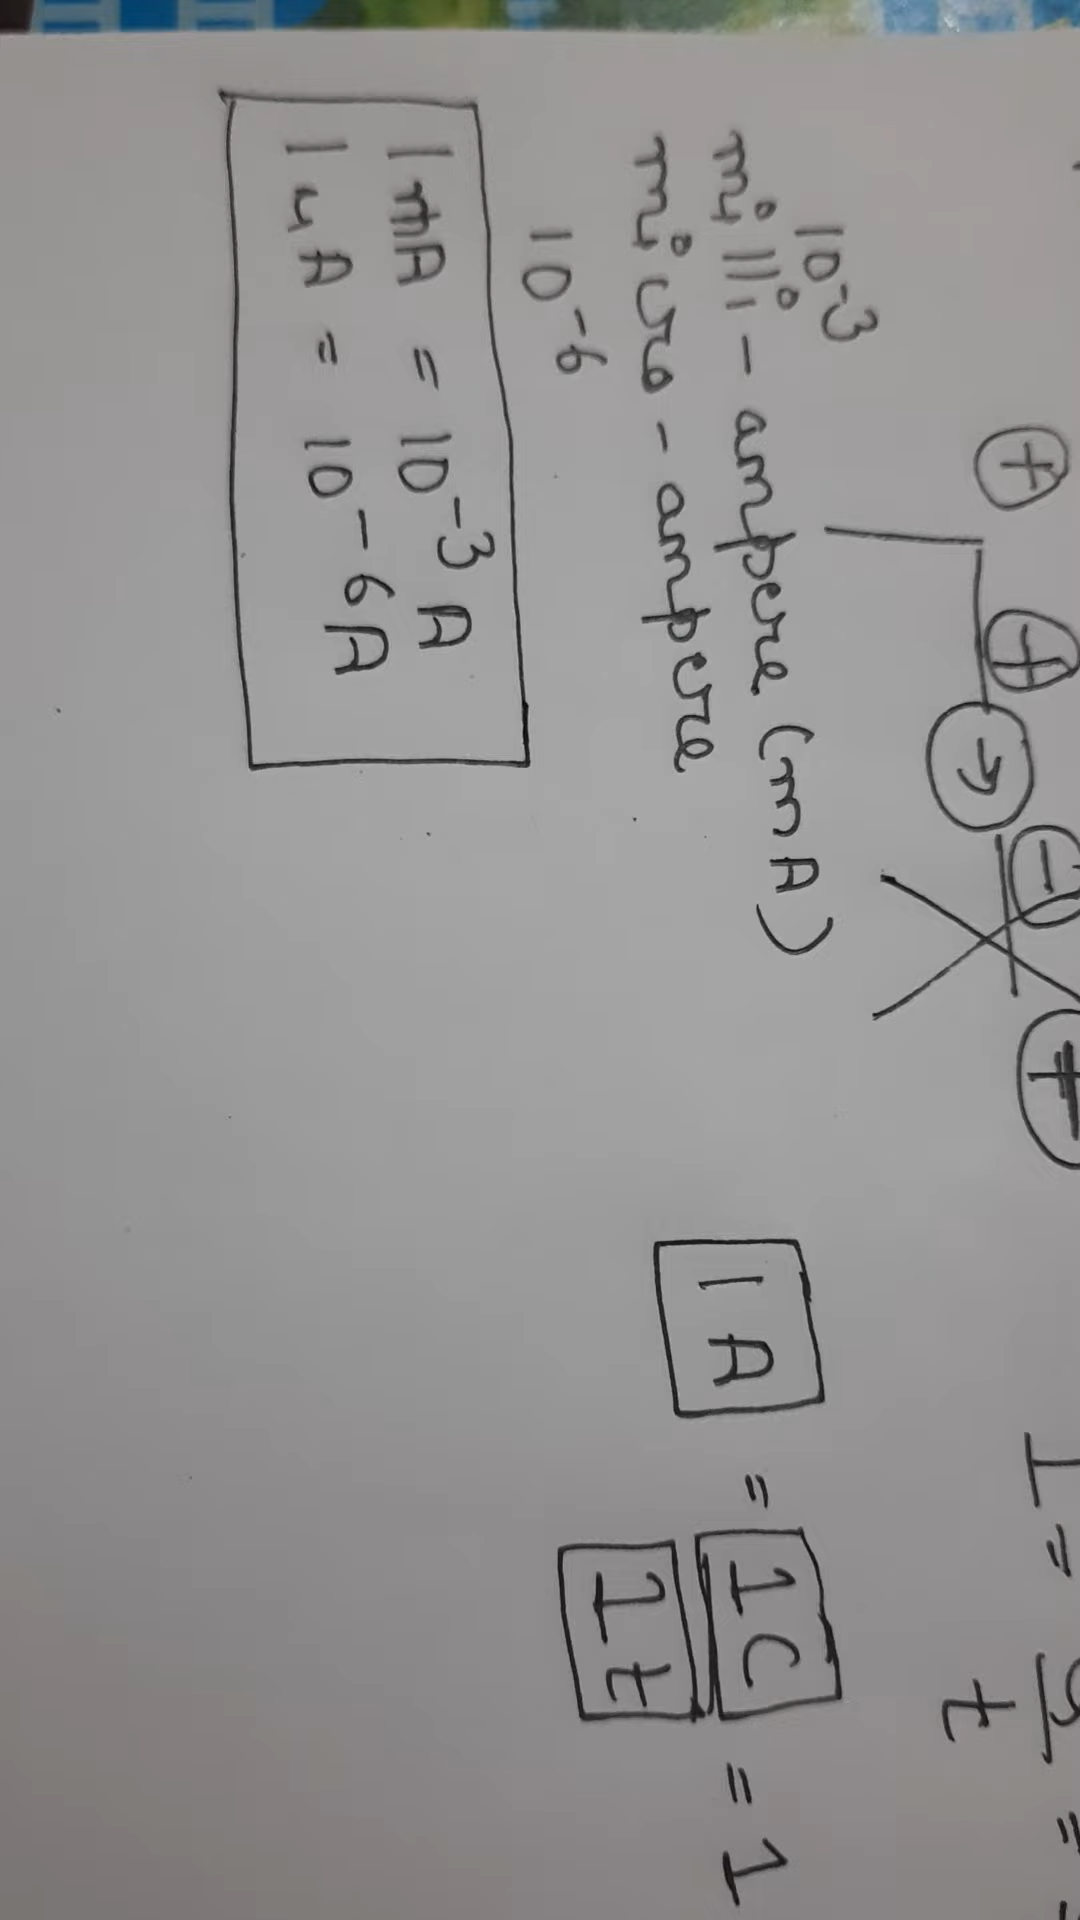 I = 
t
10-3
milli-ampere (mA)
micro-ampere
10-6
1 mA = 10-3 A
1 uA = 10-6 A
1 A = 1C = 1
1t